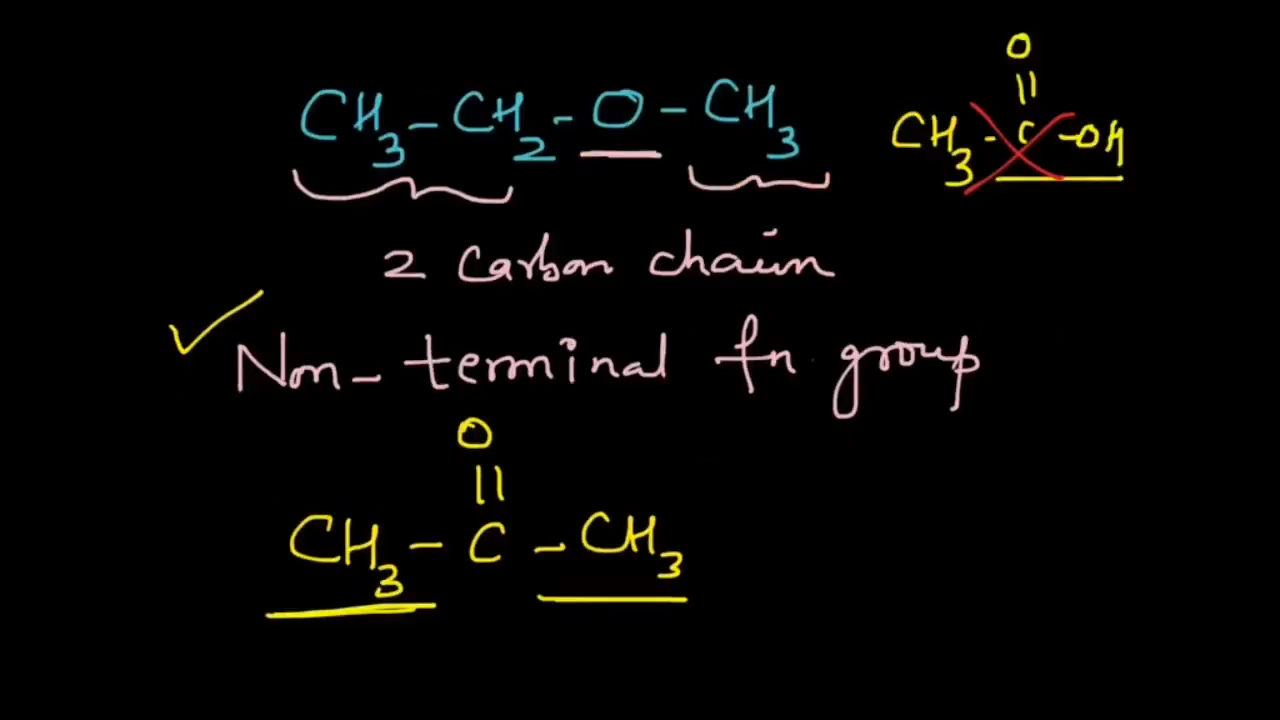 CH3-CH2-O-CH3
O
||
CH3-C-OH
2 Carbon chain
Non-terminal fn group
O
||
CH3-C-CH3